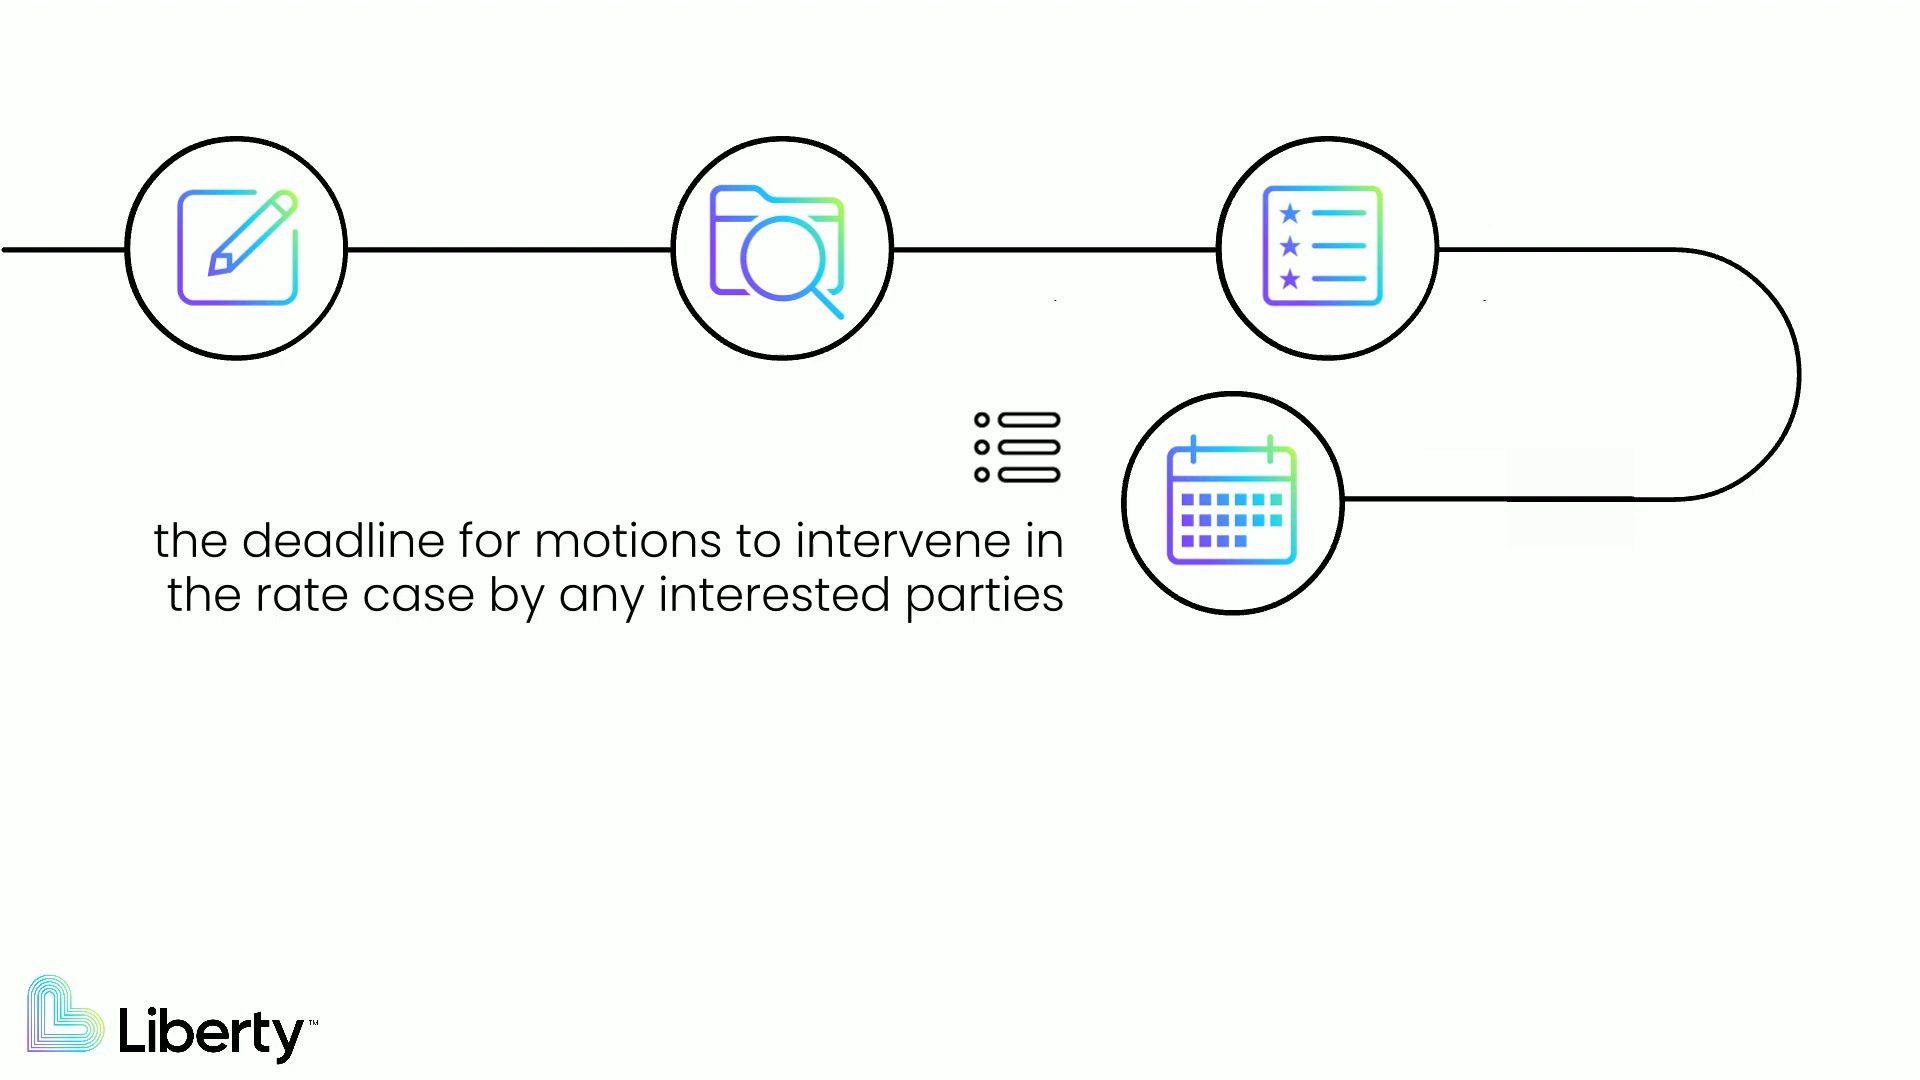 the deadline for motions to intervene in
the rate case by any interested parties
Liberty™